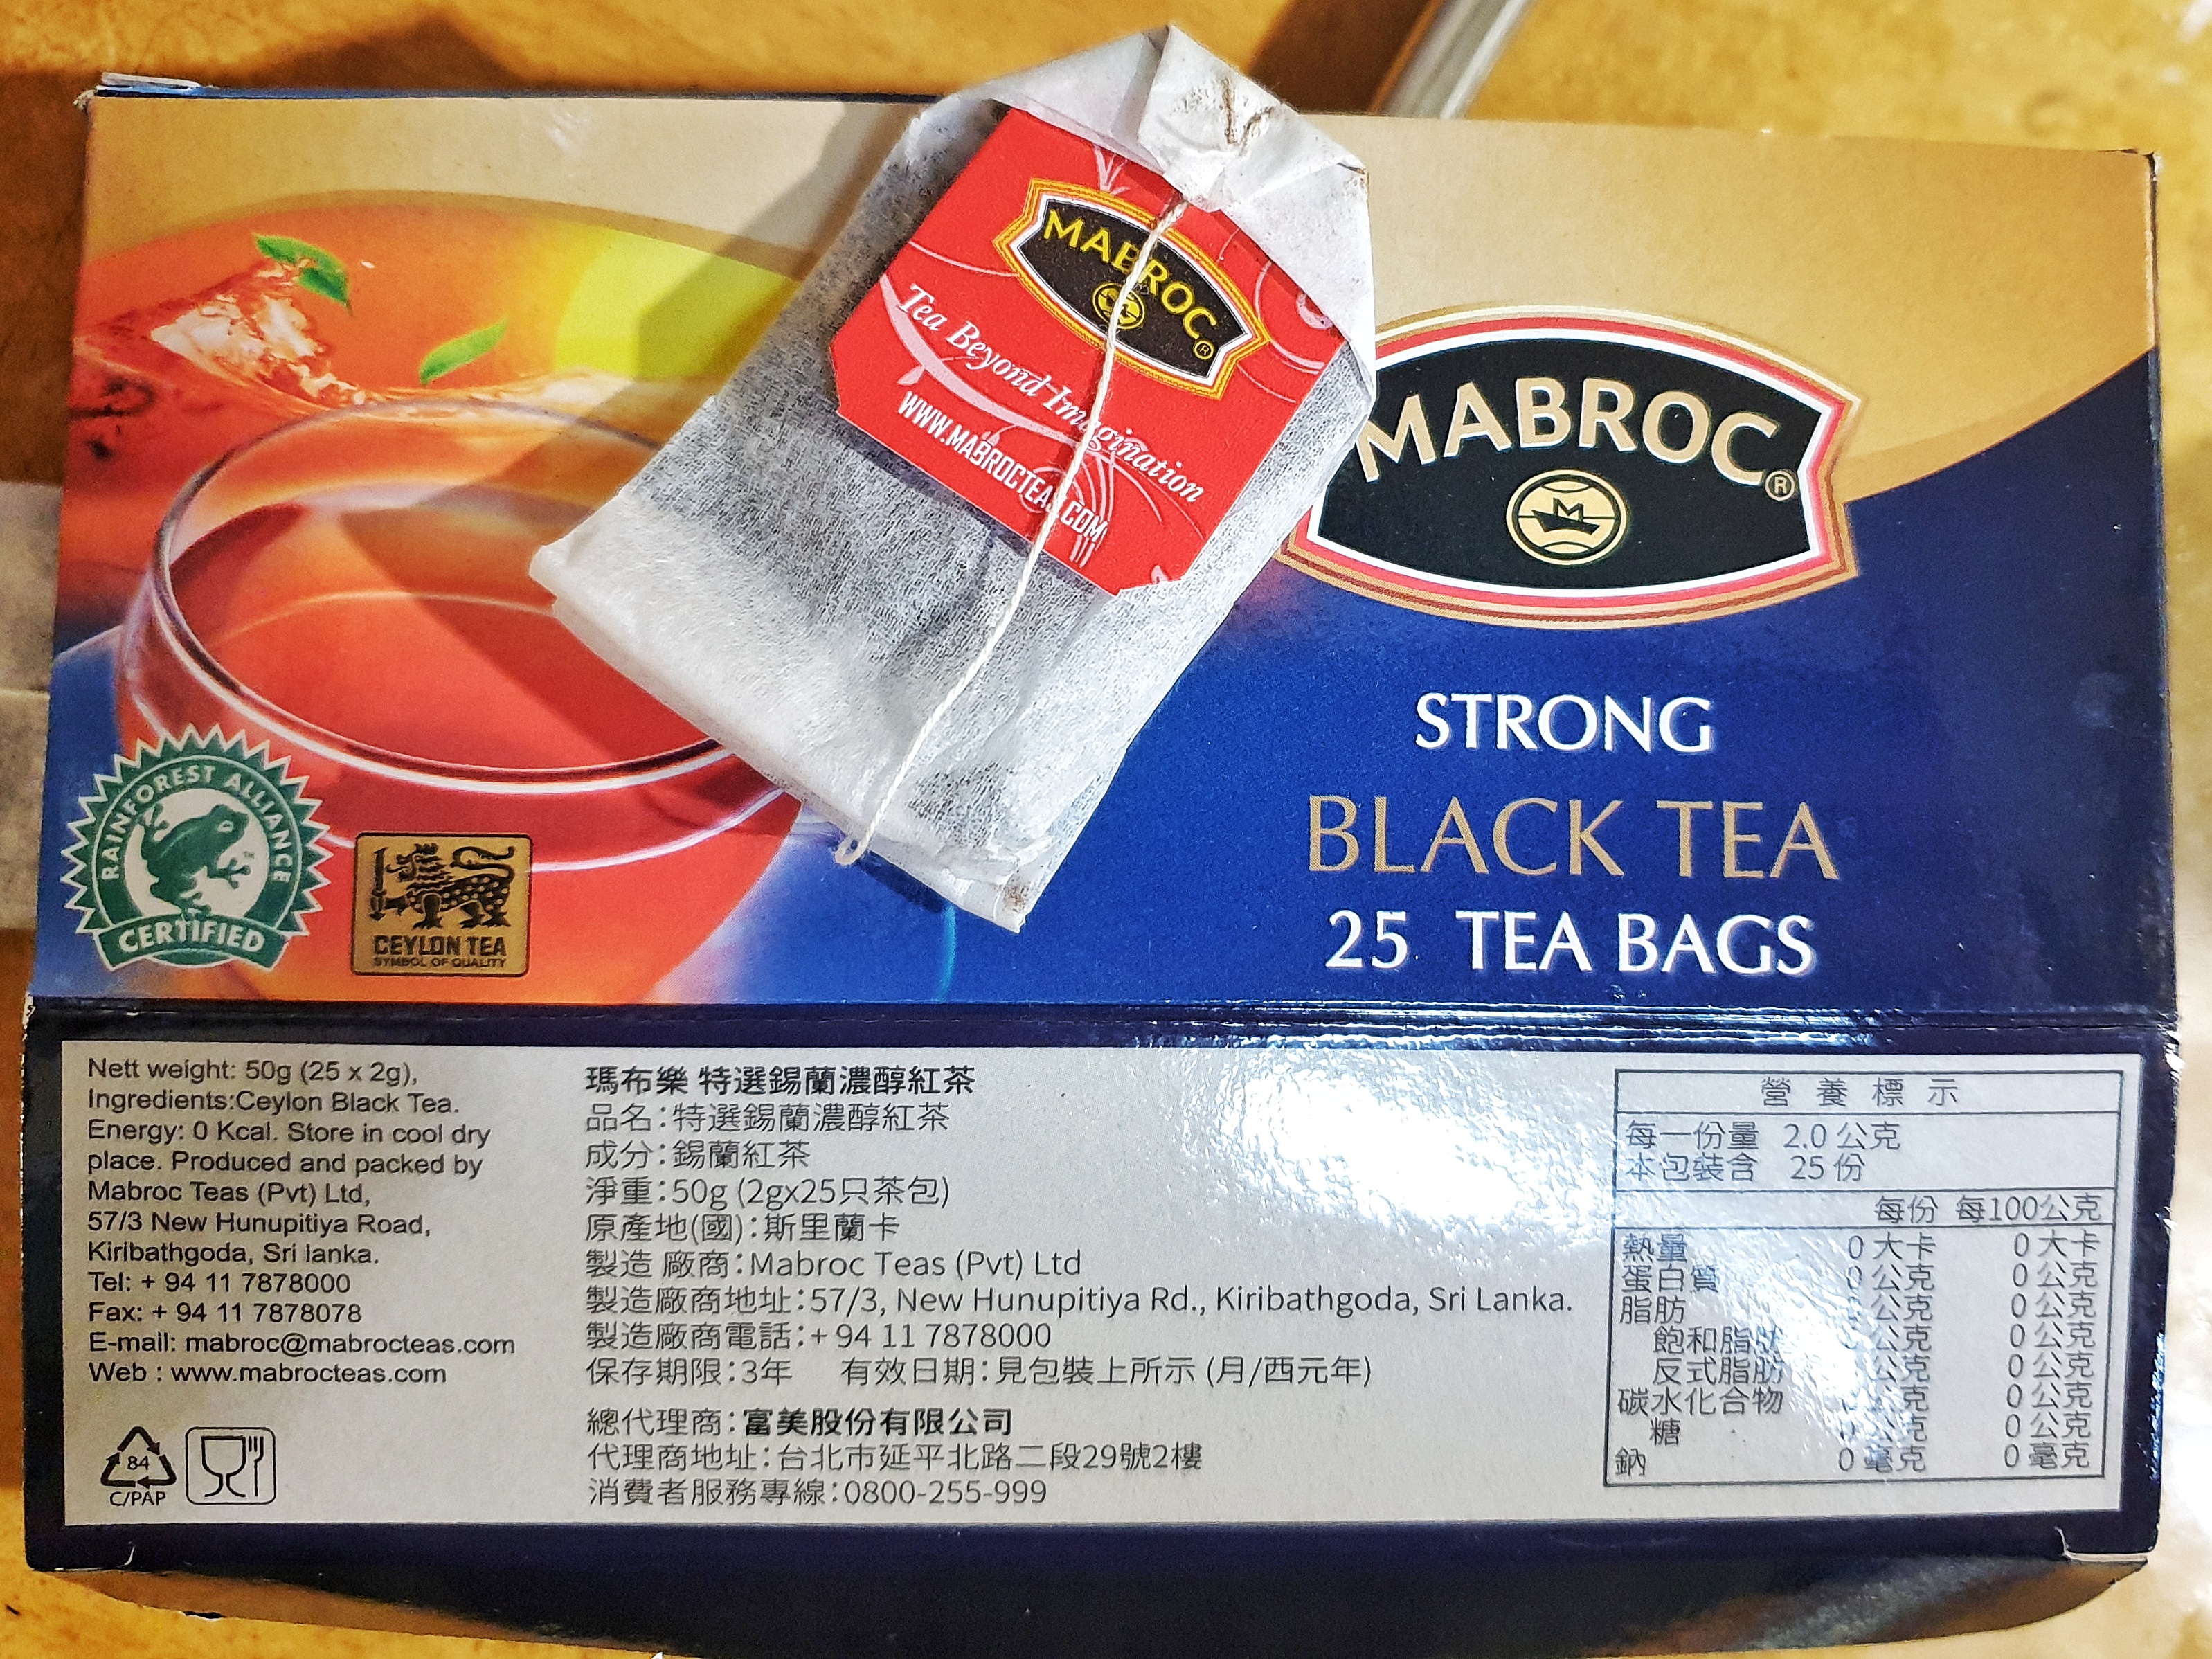 MABROC®
Tea Beyond Imagination
WWW.MABROCTEAS.COM
MABROC®
M
STRONG
BLACK TEA
25 TEA BAGS
RAINFOREST ALLIANCE
CERTIFIED
CEYLON TEA
SYMBOL OF QUALITY
Nett weight: 50g (25 x 2g),
Ingredients:Ceylon Black Tea.
Energy: 0 Kcal. Store in cool dry
place. Produced and packed by
Mabroc Teas (Pvt) Ltd,
57/3 New Hunupitiya Road,
Kiribathgoda, Sri lanka.
Tel: + 94 11 7878000
Fax: + 94 11 7878078
E-mail: mabroc@mabrocteas.com
Web : www.mabrocteas.com
84
C/PAP
瑪布樂 特選錫蘭濃醇紅茶
品名:特選錫蘭濃醇紅茶
成分:錫蘭紅茶
淨重:50g (2gx25只茶包)
原產地(國):斯里蘭卡
製造 廠商:Mabroc Teas (Pvt) Ltd
製造廠商地址:57/3, New Hunupitiya Rd., Kiribathgoda, Sri Lanka.
製造廠商電話:+ 94 11 7878000
保存期限:3年 有效日期:見包裝上所示 (月/西元年)
總代理商:富美股份有限公司
代理商地址:台北市延平北路二段29號2樓
消費者服務專線:0800-255-999
營養標示
每一份量 2.0 公克
本包裝含 25 份
每份 每100公克
熱量 0 大卡 0 大卡
蛋白質 0 公克 0 公克
脂肪 公克 0 公克
飽和脂肪 公克 0 公克
反式脂肪 公克 0 公克
碳水化合物 公克 0 公克
糖 公克 0 公克
鈉 0 毫克 0 毫克